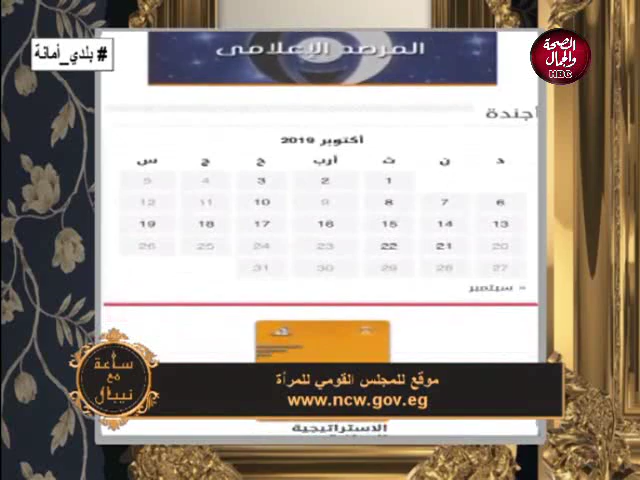 # بلدي_أمانة
المرصد الإعلامى
الصحة
والجمال
HBC
أجندة
أكتوبر 2019
د ن ث أرب خ ج س
1 2 3 4 5
6 7 8 9 10 11 12
13 14 15 16 17 18 19
20 21 22 23 24 25 26
27 28 29 30 31
« سبتمبر
ساعة
مع
نيبال
موقع للمجلس القومي للمرأة
www.ncw.gov.eg
الاستراتيجية